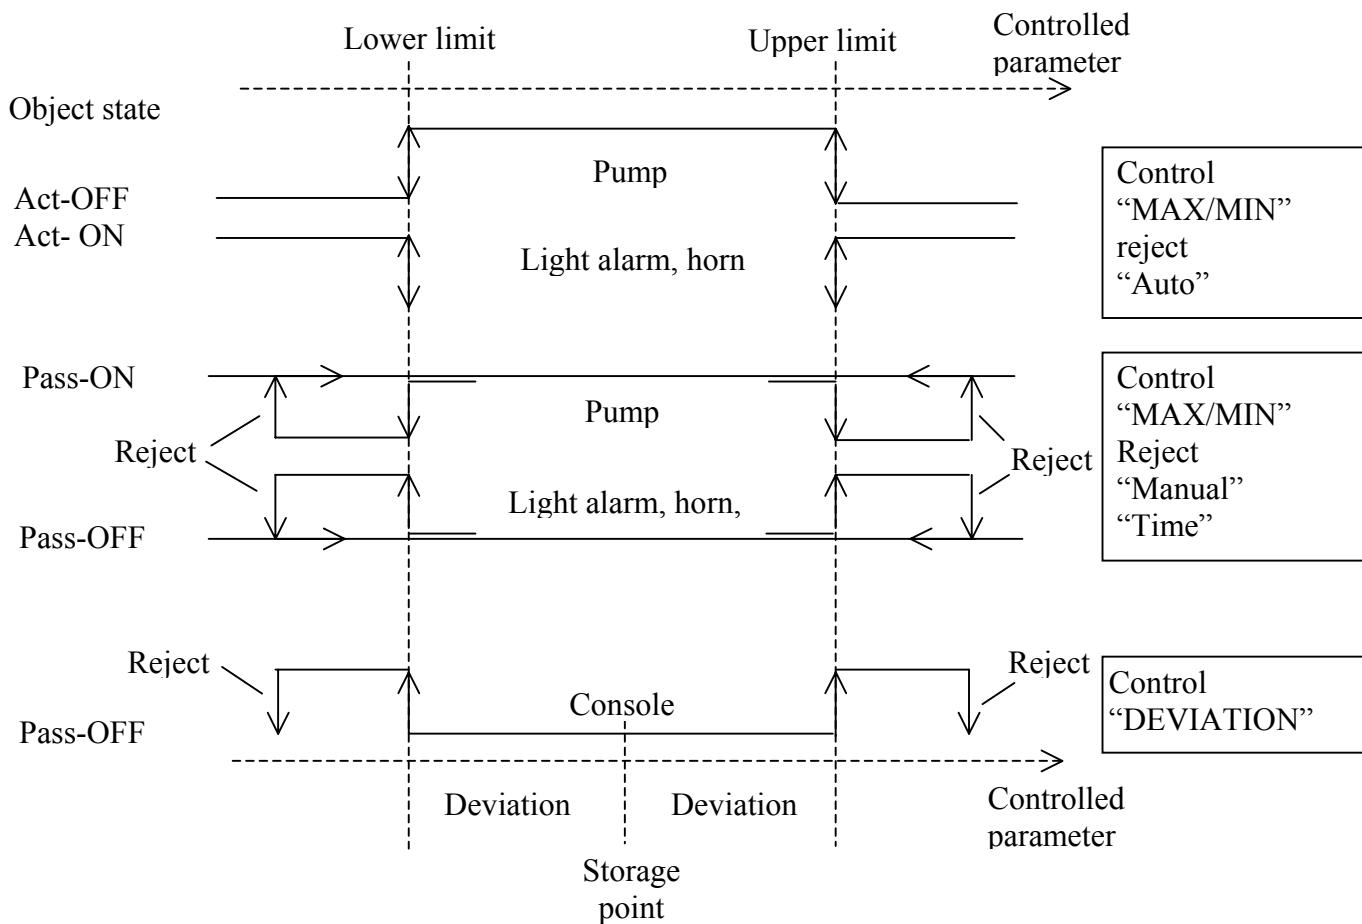 Lower limit
Upper limit
Controlled
parameter
Object state
Pump
Act-OFF
Act- ON
Light alarm, horn
Control
“MAX/MIN”
reject
“Auto”
Pass-ON
Pump
Reject
Reject
Light alarm, horn,
Pass-OFF
Control
“MAX/MIN”
Reject
“Manual”
“Time”
Reject
Reject
Console
Pass-OFF
Control
“DEVIATION”
Deviation
Deviation
Controlled
parameter
Storage
point